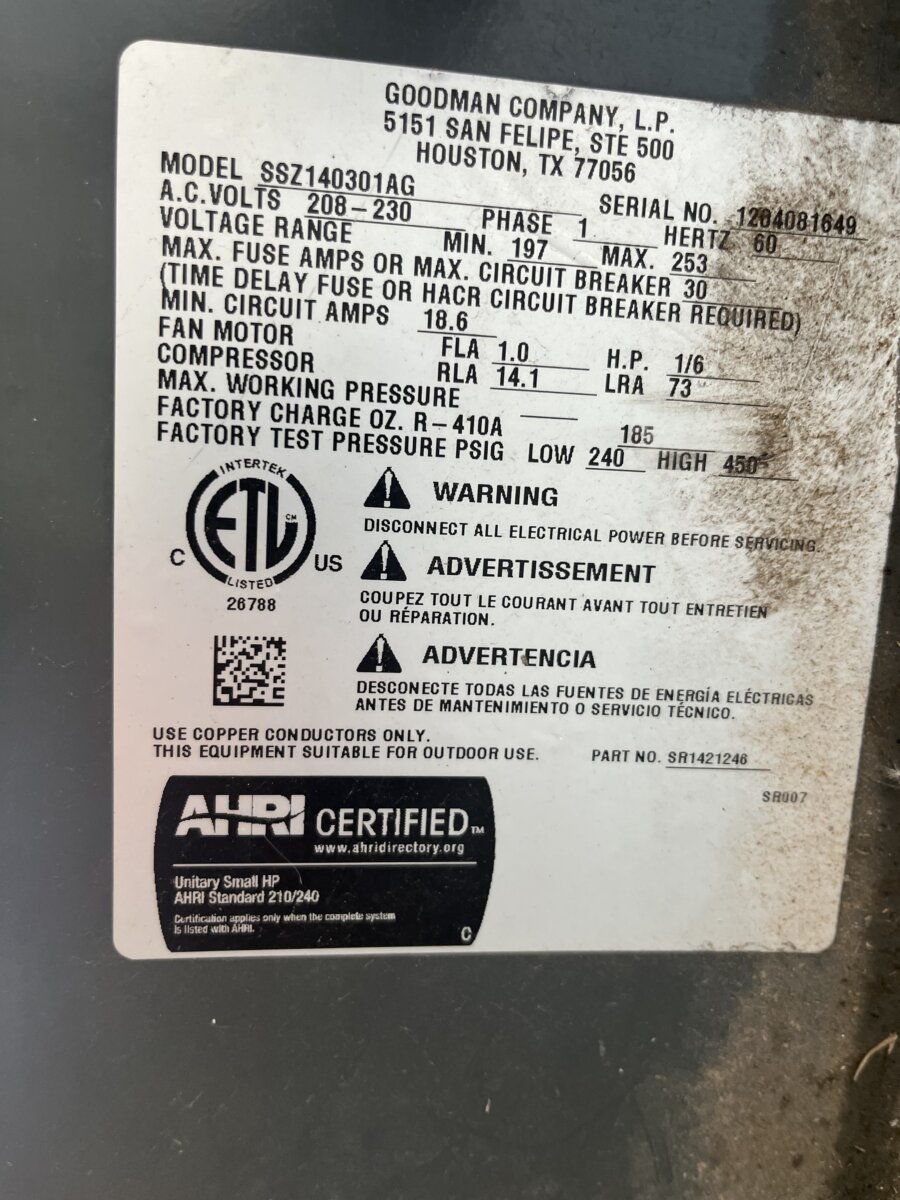 GOODMAN COMPANY, L.P.
5151 SAN FELIPE, STE 500
HOUSTON, TX 77056
MODEL SSZ140301AG SERIAL NO. 1204081649
A.C.VOLTS 208-230 PHASE 1 HERTZ 60
VOLTAGE RANGE MIN. 197 MAX. 253
MAX. FUSE AMPS OR MAX. CIRCUIT BREAKER 30
(TIME DELAY FUSE OR HACR CIRCUIT BREAKER REQUIRED)
MIN. CIRCUIT AMPS 18.6
FAN MOTOR FLA 1.0 H.P. 1/6
COMPRESSOR RLA 14.1 LRA 73
MAX. WORKING PRESSURE
FACTORY CHARGE OZ. R-410A 185
FACTORY TEST PRESSURE PSIG LOW 240 HIGH 450
INTERTEK
ETL CM
C US
LISTED
26788
WARNING
DISCONNECT ALL ELECTRICAL POWER BEFORE SERVICING.
ADVERTISSEMENT
COUPEZ TOUT LE COURANT AVANT TOUT ENTRETIEN
OU RÉPARATION.
ADVERTENCIA
DESCONECTE TODAS LAS FUENTES DE ENERGÍA ELÉCTRICAS
ANTES DE MANTENIMIENTO O SERVICIO TÉCNICO.
USE COPPER CONDUCTORS ONLY.
THIS EQUIPMENT SUITABLE FOR OUTDOOR USE. PART NO. SR1421246
SR007
AHRI CERTIFIED™
www.ahridirectory.org
Unitary Small HP
AHRI Standard 210/240
Certification applies only when the complete system
is listed with AHRI.
C